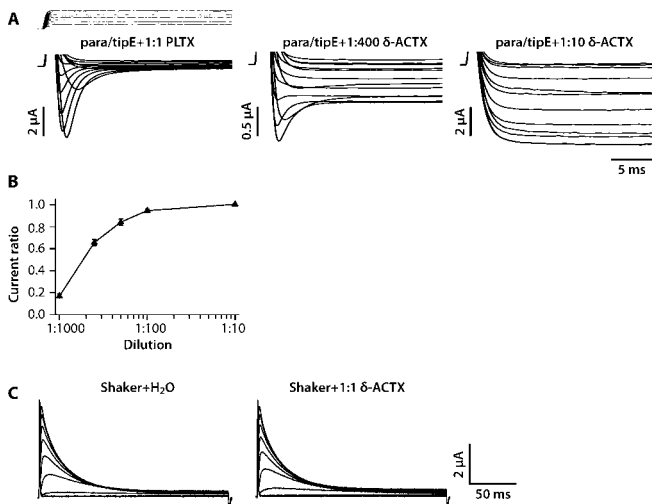 A
para/tipE+1:1 PLTX
para/tipE+1:400 δ-ACTX
para/tipE+1:10 δ-ACTX
2 μA
0.5 μA
2 μA
5 ms
B
Current ratio
1.0
0.8
0.6
0.4
0.2
0.0
1:1000
1:100
1:10
Dilution
C
Shaker+H₂O
Shaker+1:1 δ-ACTX
2 μA
50 ms